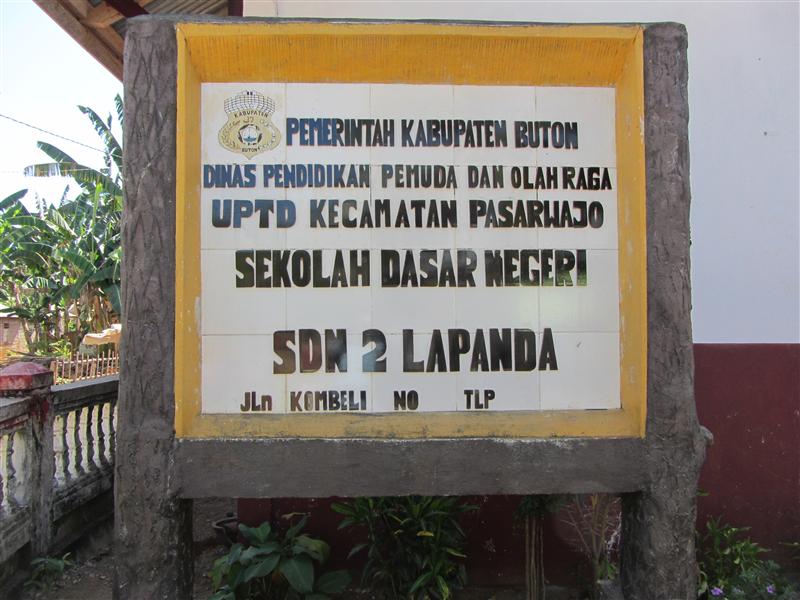 KABUPATEN
BUTON
PEMERINTAH KABUPATEN BUTON
DINAS PENDIDIKAN PEMUDA DAN OLAH RAGA
UPTD KECAMATAN PASARWAJO
SEKOLAH DASAR NEGERI
SDN 2 LAPANDA
JLn KOMBELI NO TLP